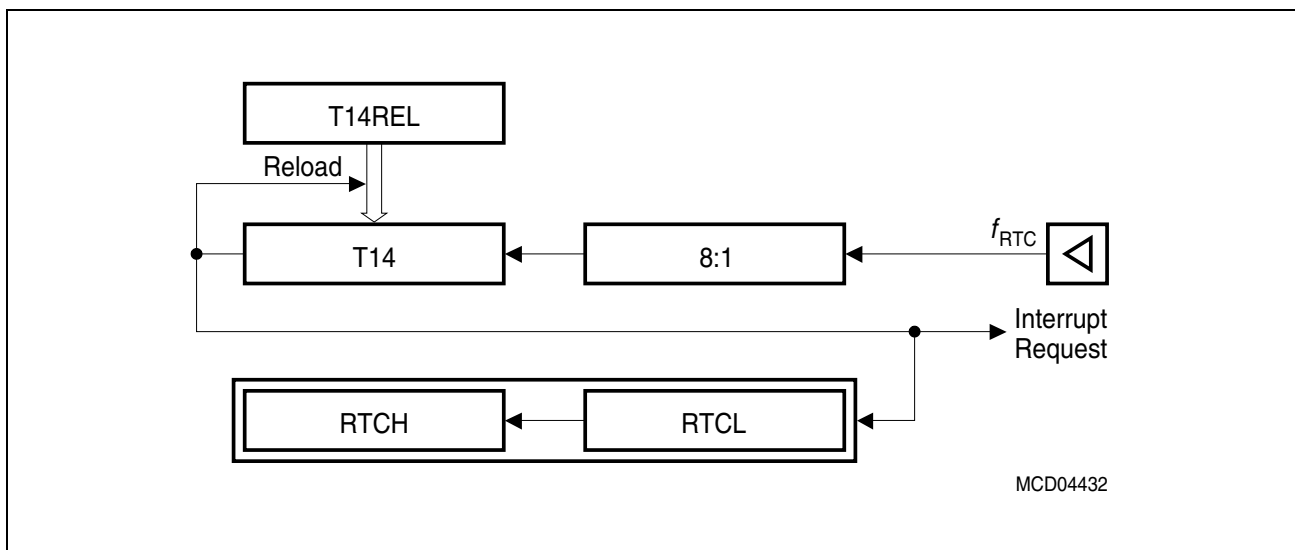 T14REL
Reload
T14
8:1
fRTC
Interrupt
Request
RTCH
RTCL
MCD04432